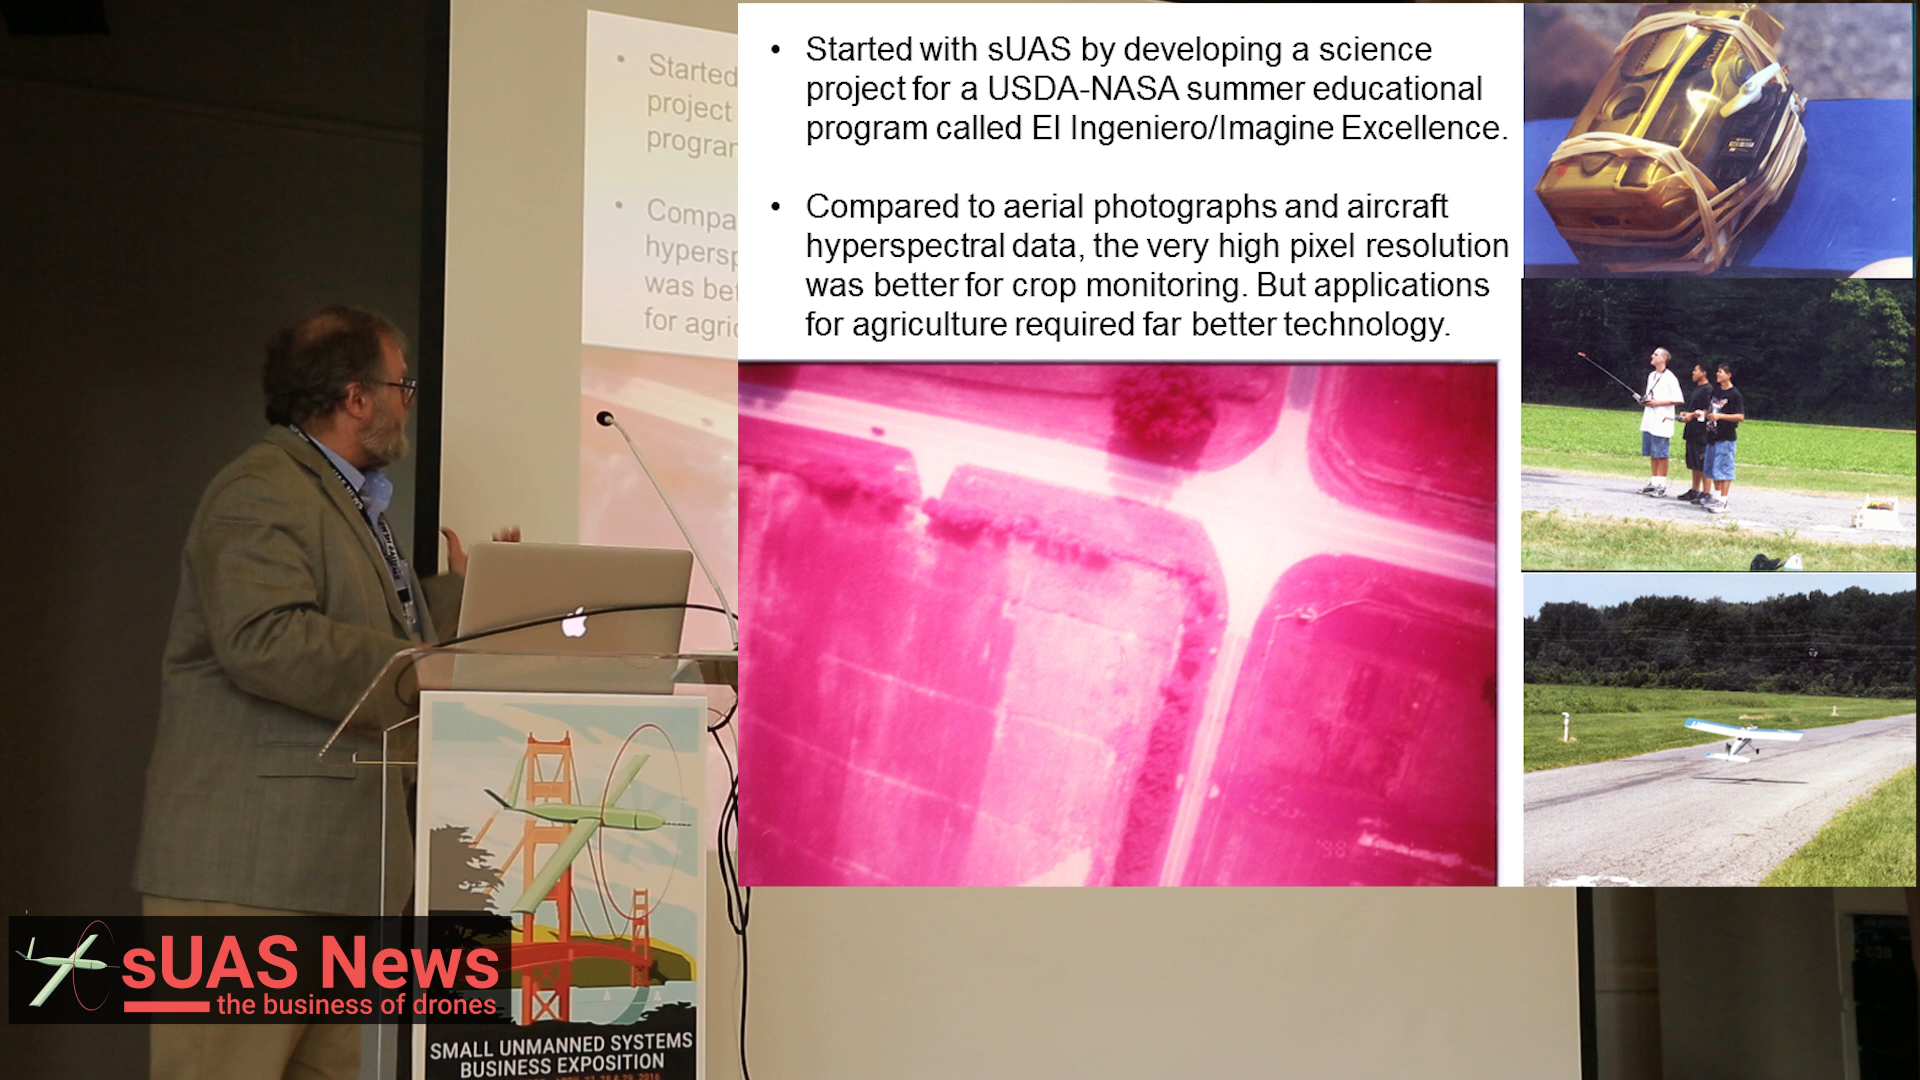 • Started with sUAS by developing a science
project for a USDA-NASA summer educational
program called El Ingeniero/Imagine Excellence.
• Compared to aerial photographs and aircraft
hyperspectral data, the very high pixel resolution
was better for crop monitoring. But applications
for agriculture required far better technology.
• Started
project
program
• Compa
hypersp
was bet
for agric
sUAS News
the business of drones
SMALL UNMANNED SYSTEMS
BUSINESS EXPOSITION